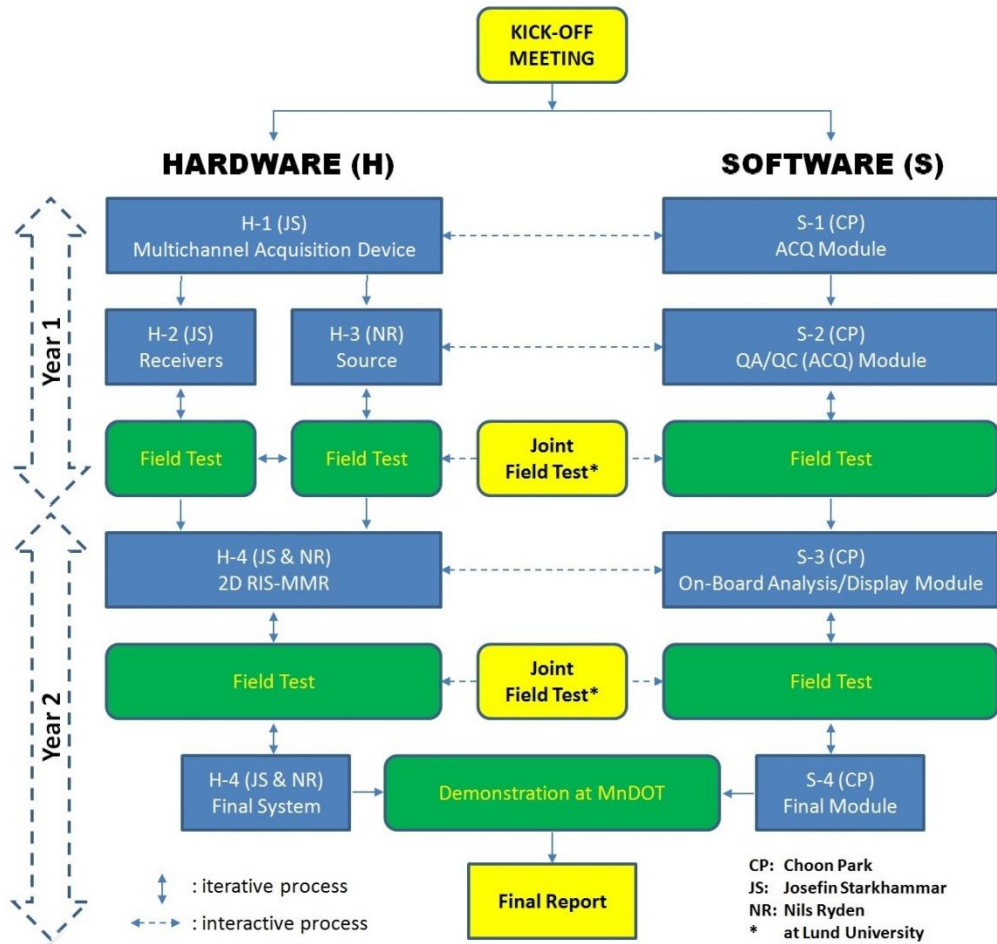 KICK-OFF
MEETING
HARDWARE (H)
SOFTWARE (S)
Year 1
H-1 (JS)
Multichannel Acquisition Device
S-1 (CP)
ACQ Module
H-2 (JS)
Receivers
H-3 (NR)
Source
S-2 (CP)
QA/QC (ACQ) Module
Field Test
Field Test
Joint
Field Test*
Field Test
Year 2
H-4 (JS & NR)
2D RIS-MMR
S-3 (CP)
On-Board Analysis/Display Module
Field Test
Joint
Field Test*
Field Test
H-4 (JS & NR)
Final System
Demonstration at MnDOT
S-4 (CP)
Final Module
Final Report
: iterative process
: interactive process
CP: Choon Park
JS: Josefin Starkhammar
NR: Nils Ryden
* at Lund University